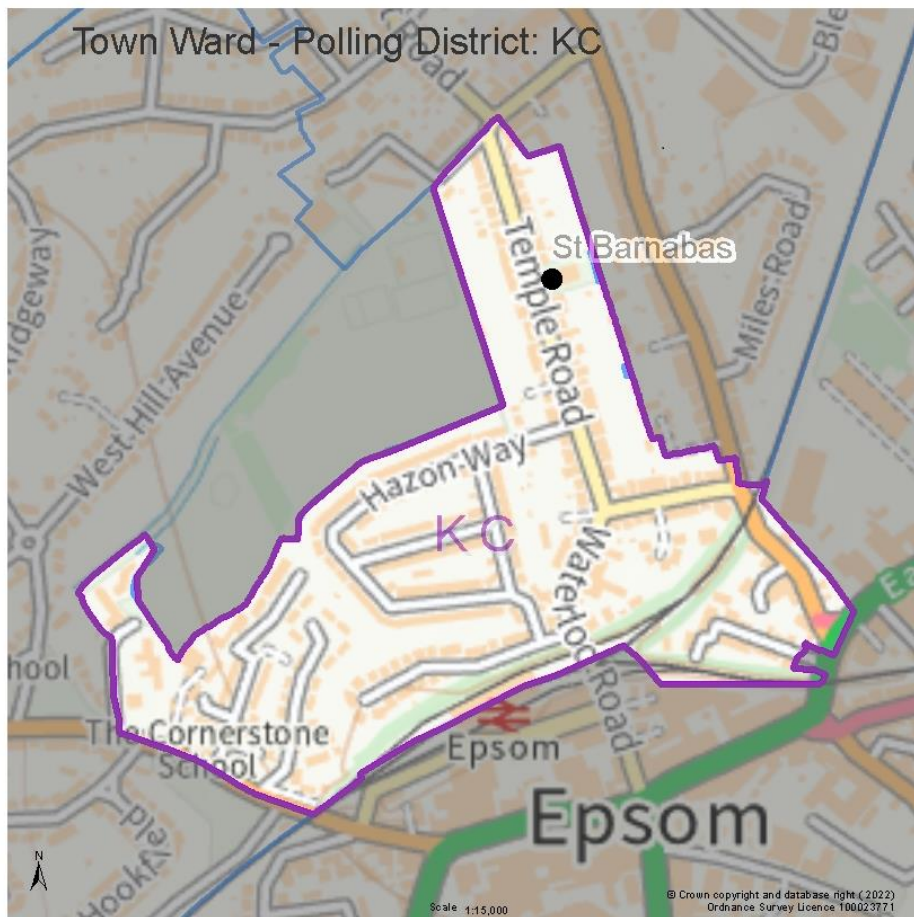 Town Ward - Polling District: KC
Road
Ridgeway
West Hill Avenue
Temple Road
St Barnabas
Miles Road
Hazon Way
KC
Waterloo Road
The Cornerstone
School
Epsom
Epsom
N
Scale 1:15,000
© Crown copyright and database right (2022)
Ordnance Survey Licence 100023771